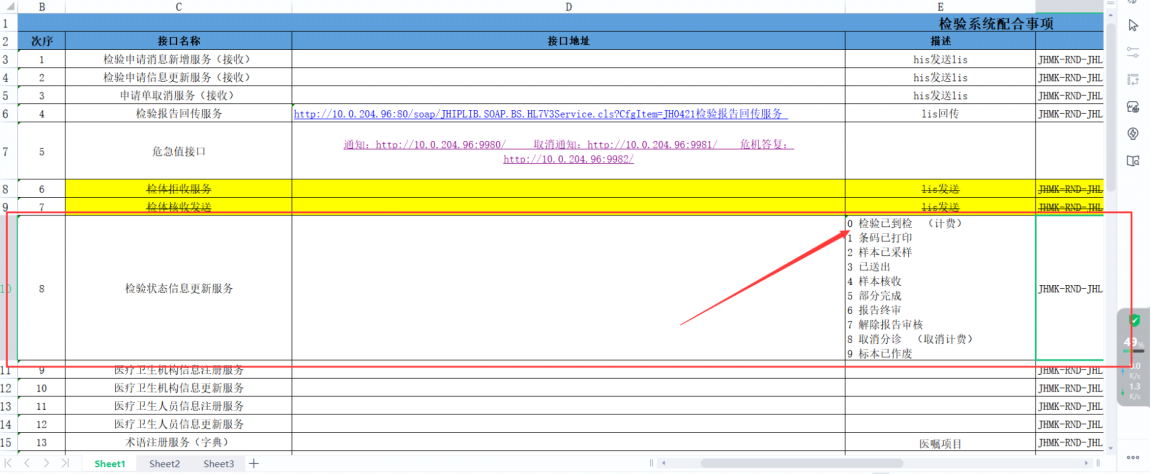 B C D E
1 检验系统配合事项
2 次序 接口名称 接口地址 描述
3 1 检验申请消息新增服务（接收） his发送lis JHMK-RND-JHL
4 2 检验申请信息更新服务（接收） his发送lis JHMK-RND-JHL
5 3 申请单取消服务（接收） his发送lis JHMK-RND-JHL
6 4 检验报告回传服务 http://10.0.204.96:80/soap/JHIPLIB.SOAP.BS.HL7V3Service.cls?CfgItem=JH0421检验报告回传服务 lis回传 JHMK-RND-JHL
7 5 危急值接口 通知：http://10.0.204.96:9980/ 取消通知：http://10.0.204.96:9981/ 危机答复：
http://10.0.204.96:9982/
8 6 检体拒收服务 lis发送 JHMK-RND-JHL
9 7 检体核收发送 lis发送 JHMK-RND-JHL
10 8 检验状态信息更新服务 JHMK-RND-JHL
0 检验已到检 （计费）
1 条码已打印
2 样本已采样
3 已送出
4 样本核收
5 部分完成
6 报告终审
7 解除报告审核
8 取消分诊 （取消计费）
9 标本已作废
11 9 医疗卫生机构信息注册服务 JHMK-RND-JHL
12 10 医疗卫生机构信息更新服务 JHMK-RND-JHL
13 11 医疗卫生人员信息注册服务 JHMK-RND-JHL
14 12 医疗卫生人员信息更新服务 JHMK-RND-JHL
15 13 术语注册服务（字典） 医嘱项目 JHMK-RND-JHL
Sheet1 Sheet2 Sheet3
49%
K/s
1.3
K/s